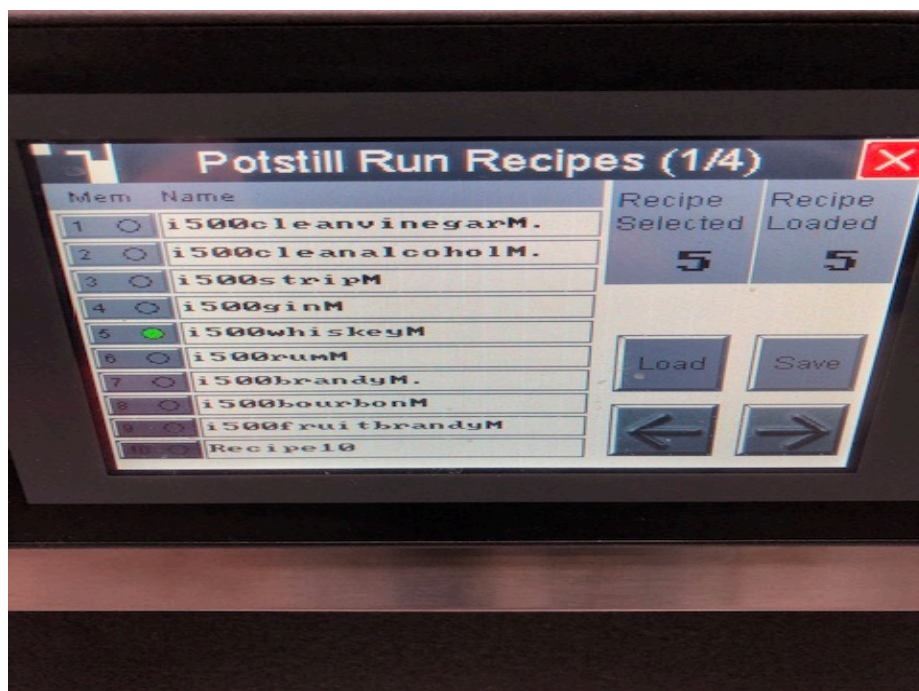 Potstill Run Recipes (1/4)
Mem Name
1 i500cleanvinegarM.
2 i500cleanalcoholM.
3 i500stripM
4 i500ginM
5 i500whiskeyM
6 i500rumM
7 i500brandyM.
8 i500bourbonM
9 i500fruitbrandyM
10 Recipe10
Recipe Selected
5
Recipe Loaded
5
Load
Save